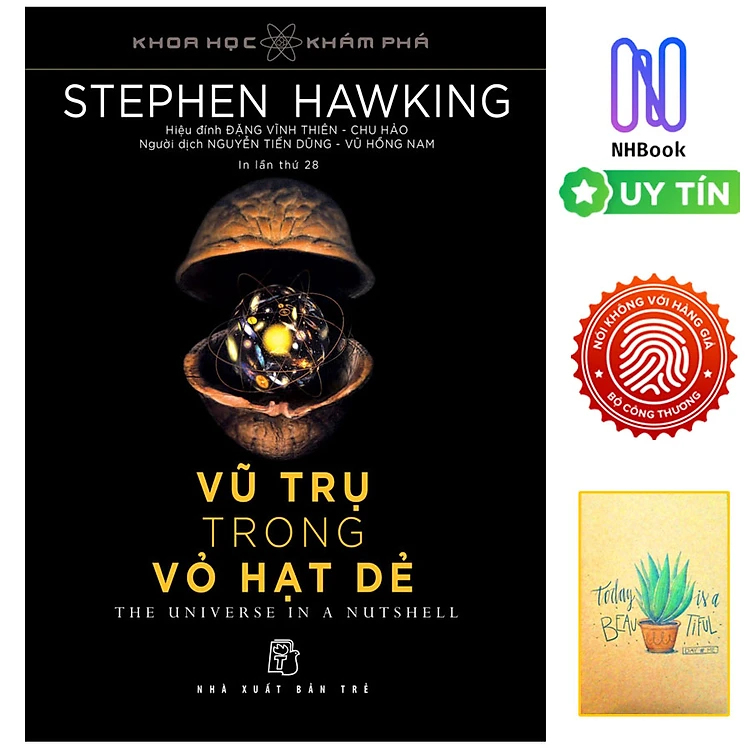 KHOA HỌC KHÁM PHÁ
STEPHEN HAWKING
Hiệu đính ĐẶNG VĨNH THIÊN - CHU HẢO
Người dịch NGUYỄN TIẾN DŨNG - VŨ HỒNG NAM
In lần thứ 28
VŨ TRỤ
TRONG
VỎ HẠT DẺ
THE UNIVERSE IN A NUTSHELL
NHÀ XUẤT BẢN TRẺ
NHBook
UY TÍN
NÓI KHÔNG VỚI HÀNG GIẢ
BỘ CÔNG THƯƠNG
today is a
BEAU TIFUL